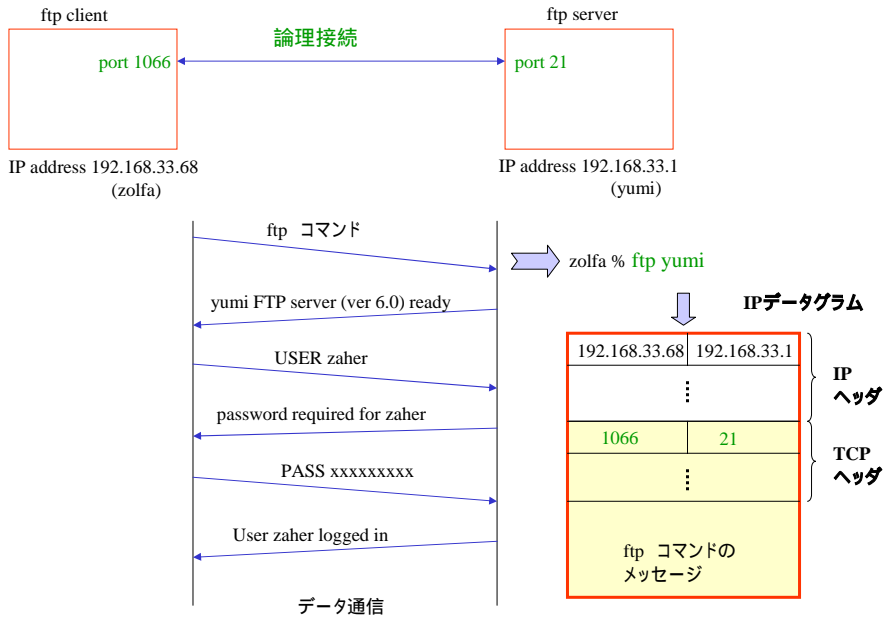 ftp client
ftp server
論理接続
port 1066
port 21
IP address 192.168.33.68
(zolfa)
IP address 192.168.33.1
(yumi)
ftp コマンド
zolfa % ftp yumi
yumi FTP server (ver 6.0) ready
IPデータグラム
USER zaher
192.168.33.68 192.168.33.1
IP
ヘッダ
password required for zaher
1066 21
TCP
ヘッダ
PASS xxxxxxxxx
User zaher logged in
ftp コマンドの
メッセージ
データ通信